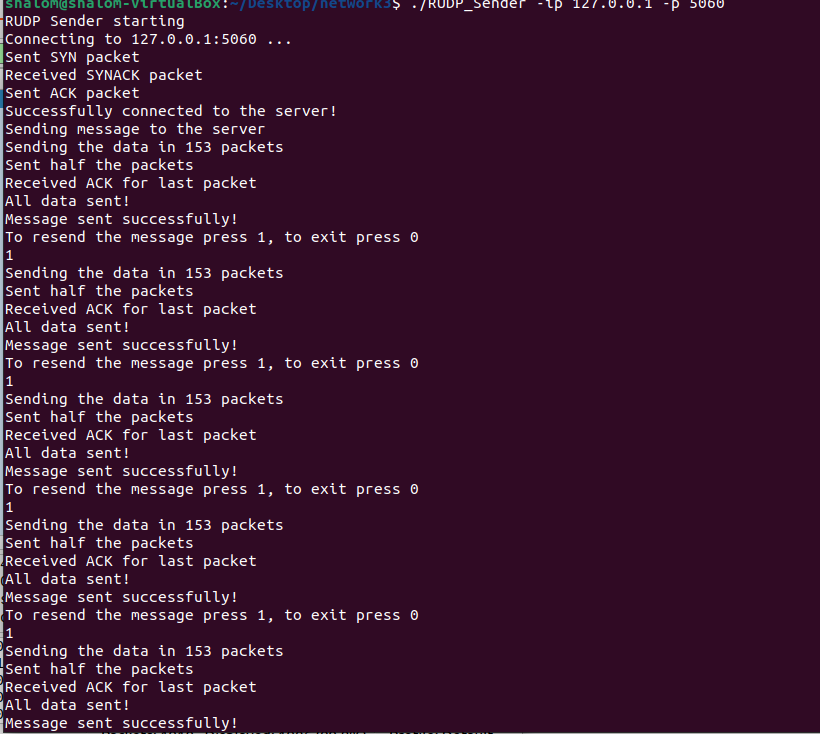 shalom@shalom-VirtualBox:~/Desktop/network3$ ./RUDP_Sender -ip 127.0.0.1 -p 5060
RUDP Sender starting
Connecting to 127.0.0.1:5060 ...
Sent SYN packet
Received SYNACK packet
Sent ACK packet
Successfully connected to the server!
Sending message to the server
Sending the data in 153 packets
Sent half the packets
Received ACK for last packet
All data sent!
Message sent successfully!
To resend the message press 1, to exit press 0
1
Sending the data in 153 packets
Sent half the packets
Received ACK for last packet
All data sent!
Message sent successfully!
To resend the message press 1, to exit press 0
1
Sending the data in 153 packets
Sent half the packets
Received ACK for last packet
All data sent!
Message sent successfully!
To resend the message press 1, to exit press 0
1
Sending the data in 153 packets
Sent half the packets
Received ACK for last packet
All data sent!
Message sent successfully!
To resend the message press 1, to exit press 0
1
Sending the data in 153 packets
Sent half the packets
Received ACK for last packet
All data sent!
Message sent successfully!